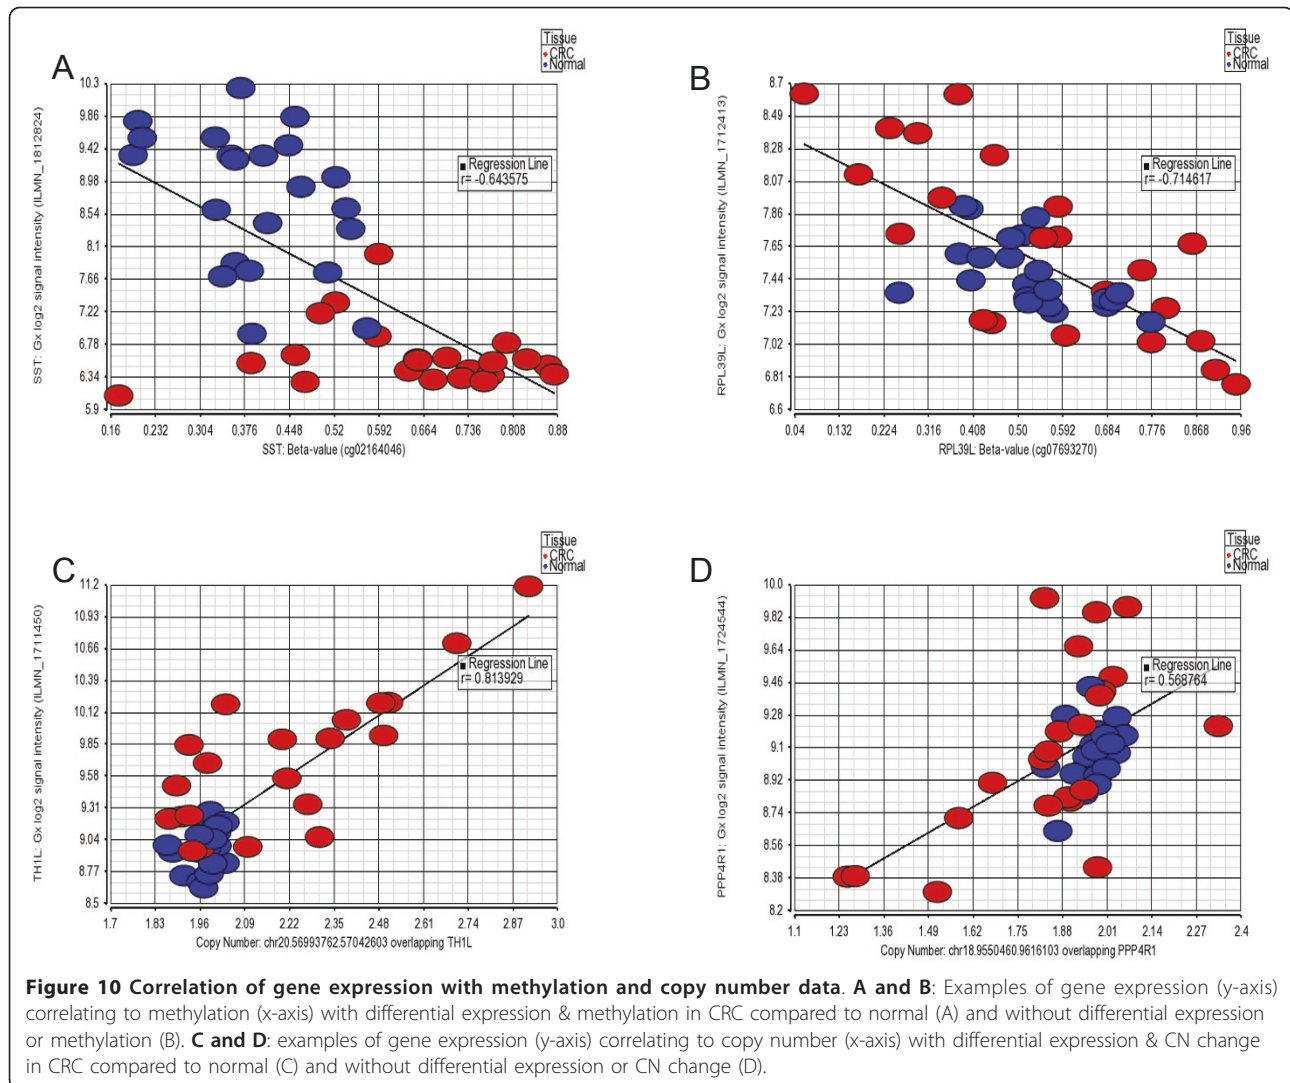 A
Tissue
CRC
Normal
SST: Gx log2 signal intensity (ILMN_1812824)
10.3
9.86
9.42
8.98
8.54
8.1
7.66
7.22
6.78
6.34
5.9
Regression Line
r= -0.643575
0.16 0.232 0.304 0.376 0.448 0.52 0.592 0.664 0.736 0.808 0.88
SST: Beta-value (cg02164046)
B
Tissue
CRC
Normal
RPL39L: Gx log2 signal intensity (ILMN_1712413)
8.7
8.49
8.28
8.07
7.86
7.65
7.44
7.23
7.02
6.81
6.6
Regression Line
r= -0.714617
0.04 0.132 0.224 0.316 0.408 0.50 0.592 0.684 0.776 0.868 0.96
RPL39L: Beta-value (cg07693270)
C
Tissue
CRC
Normal
TH1L: Gx log2 signal intensity (ILMN_1711450)
11.2
10.93
10.66
10.39
10.12
9.85
9.58
9.31
9.04
8.77
8.5
Regression Line
r= 0.813929
1.7 1.83 1.96 2.09 2.22 2.35 2.48 2.61 2.74 2.87 3.0
Copy Number: chr20.56993762.57042603 overlapping TH1L
D
Tissue
CRC
Normal
PPP4R1: Gx log2 signal intensity (ILMN_1724544)
10.0
9.82
9.64
9.46
9.28
9.1
8.92
8.74
8.56
8.38
8.2
Regression Line
r= 0.568764
1.1 1.23 1.36 1.49 1.62 1.75 1.88 2.01 2.14 2.27 2.4
Copy Number: chr18.9550460.9616103 overlapping PPP4R1
Figure 10 Correlation of gene expression with methylation and copy number data. A and B: Examples of gene expression (y-axis)
correlating to methylation (x-axis) with differential expression & methylation in CRC compared to normal (A) and without differential expression
or methylation (B). C and D: examples of gene expression (y-axis) correlating to copy number (x-axis) with differential expression & CN change
in CRC compared to normal (C) and without differential expression or CN change (D).